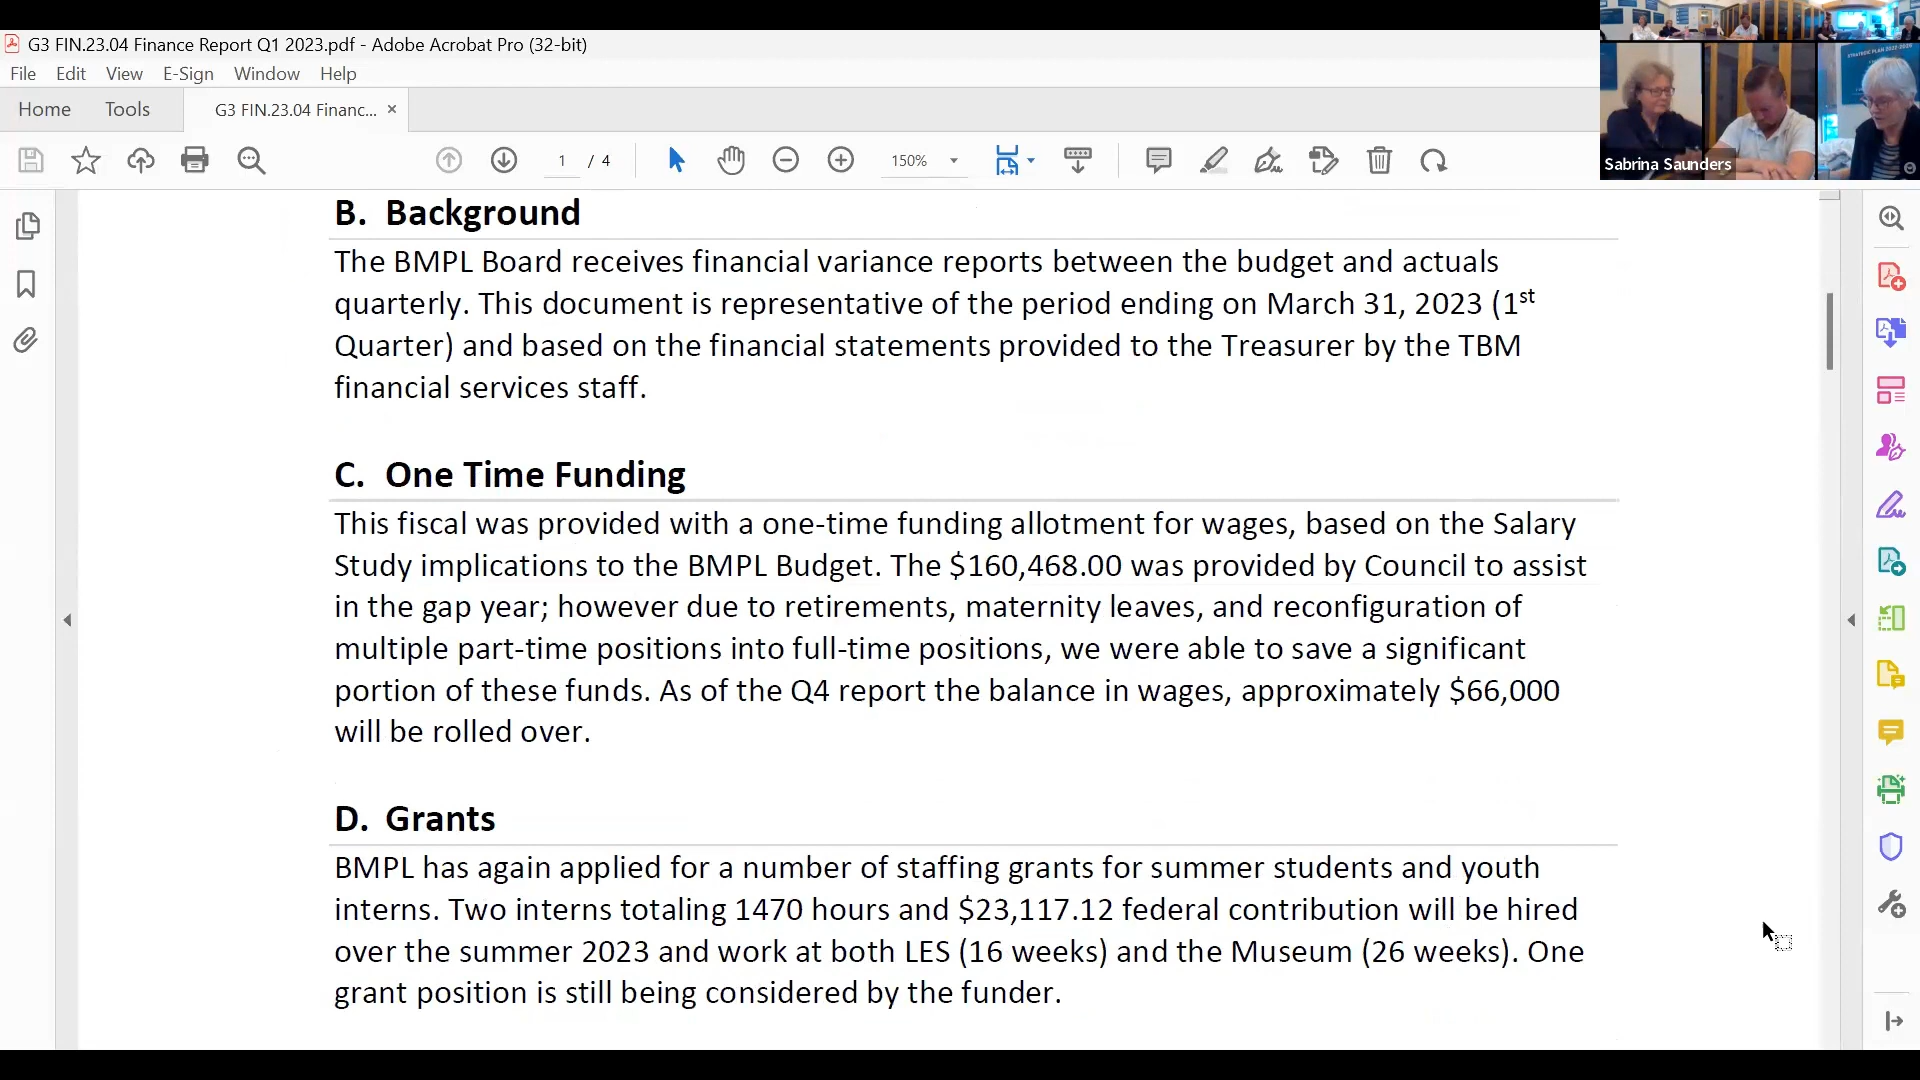 G3 FIN.23.04 Finance Report Q1 2023.pdf - Adobe Acrobat Pro (32-bit)
File Edit View E-Sign Window Help
Home Tools G3 FIN.23.04 Financ... ×
1 / 4 150%
STRATEGIC PLAN 2022-2026
Sabrina Saunders
B. Background
The BMPL Board receives financial variance reports between the budget and actuals
quarterly. This document is representative of the period ending on March 31, 2023 (1st
Quarter) and based on the financial statements provided to the Treasurer by the TBM
financial services staff.
C. One Time Funding
This fiscal was provided with a one-time funding allotment for wages, based on the Salary
Study implications to the BMPL Budget. The $160,468.00 was provided by Council to assist
in the gap year; however due to retirements, maternity leaves, and reconfiguration of
multiple part-time positions into full-time positions, we were able to save a significant
portion of these funds. As of the Q4 report the balance in wages, approximately $66,000
will be rolled over.
D. Grants
BMPL has again applied for a number of staffing grants for summer students and youth
interns. Two interns totaling 1470 hours and $23,117.12 federal contribution will be hired
over the summer 2023 and work at both LES (16 weeks) and the Museum (26 weeks). One
grant position is still being considered by the funder.